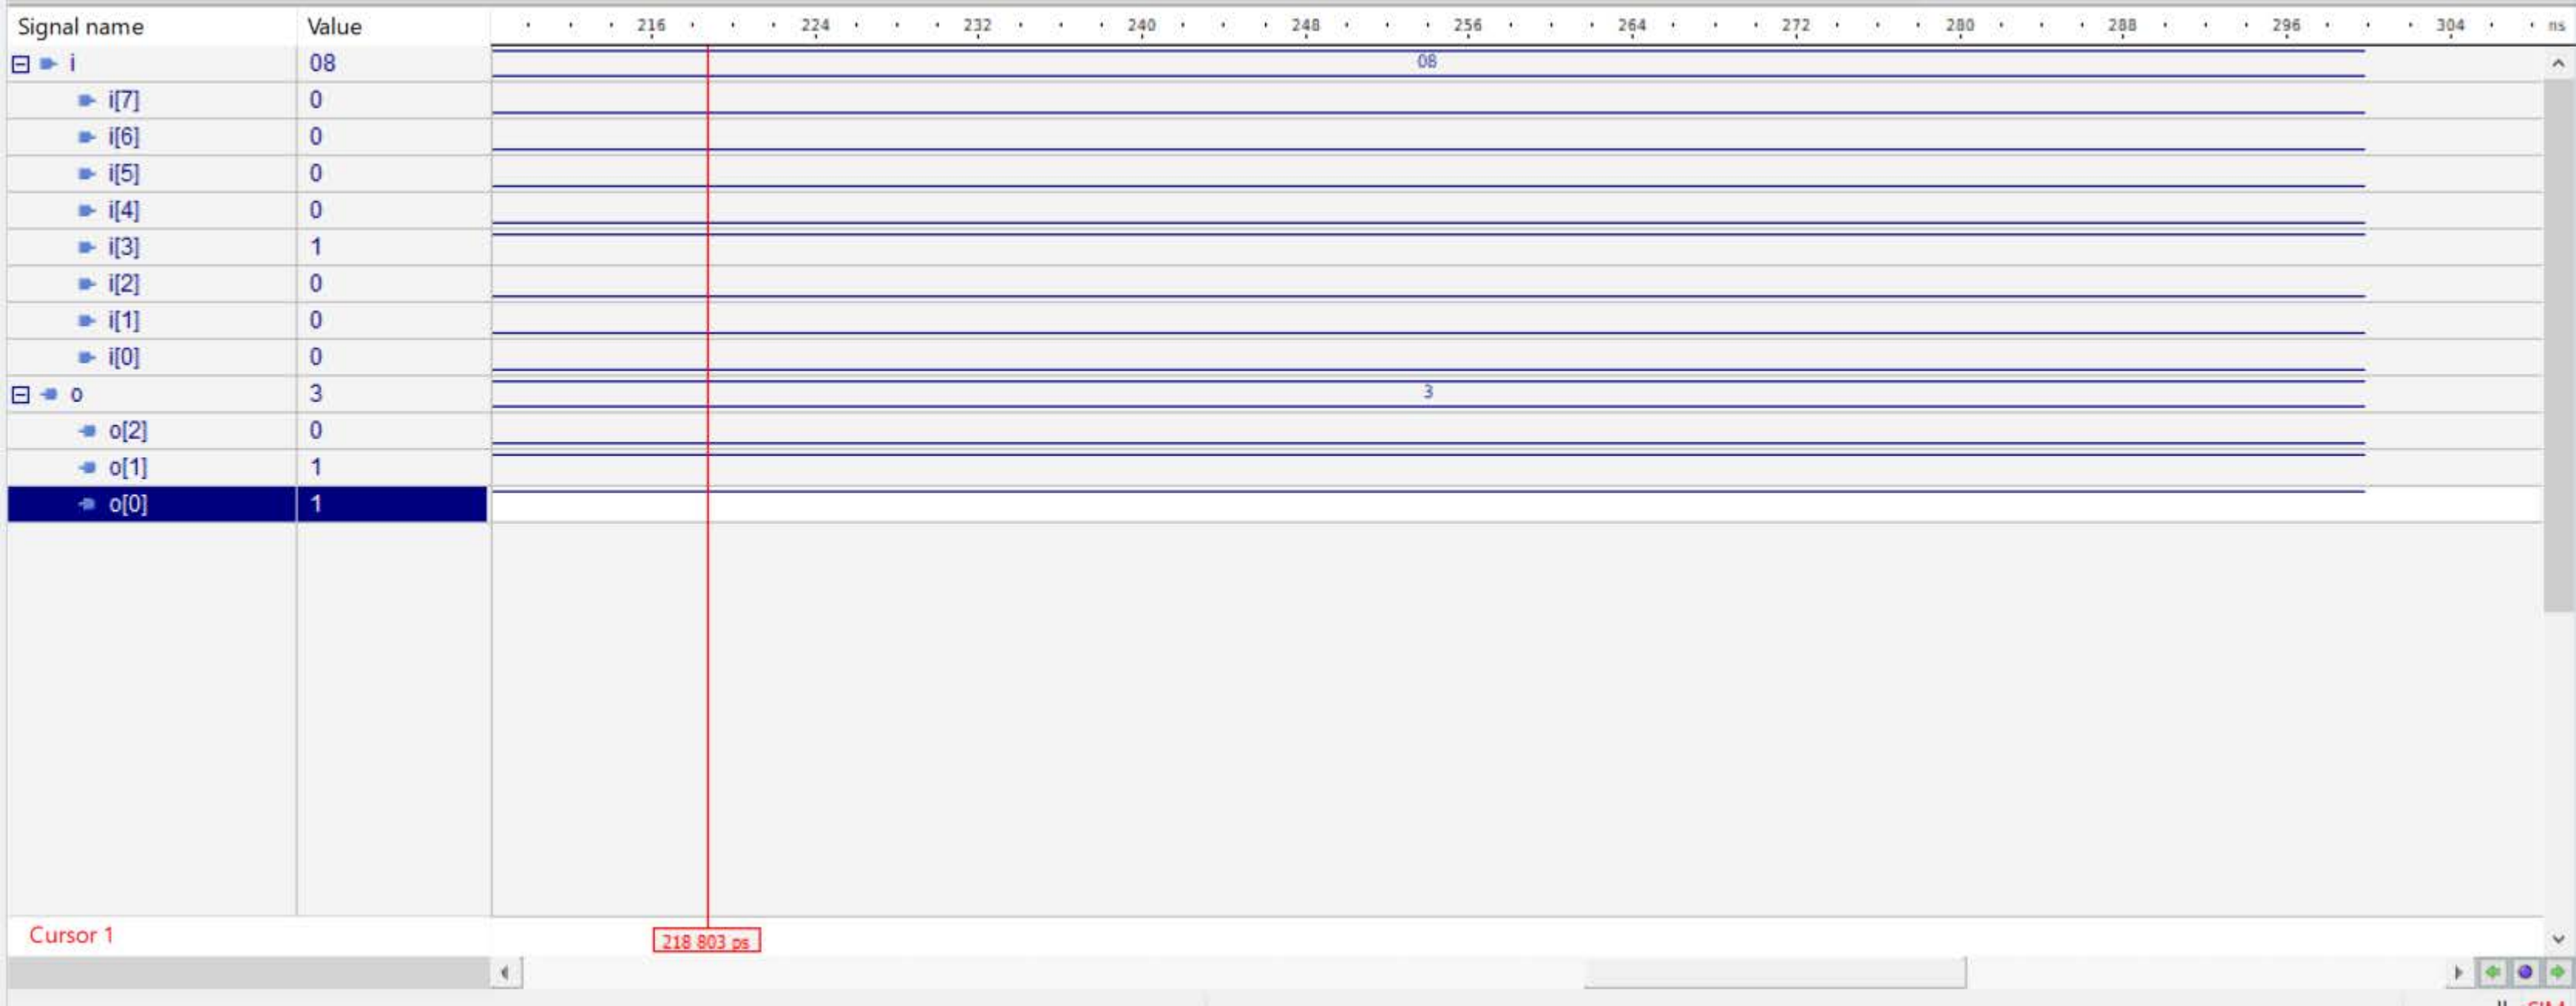 Signal name Value 216 224 232 240 248 256 264 272 280 288 296 304 ns
i 08 08
i[7] 0
i[6] 0
i[5] 0
i[4] 0
i[3] 1
i[2] 0
i[1] 0
i[0] 0
o 3 3
o[2] 0
o[1] 1
o[0] 1
Cursor 1
218 803 ps